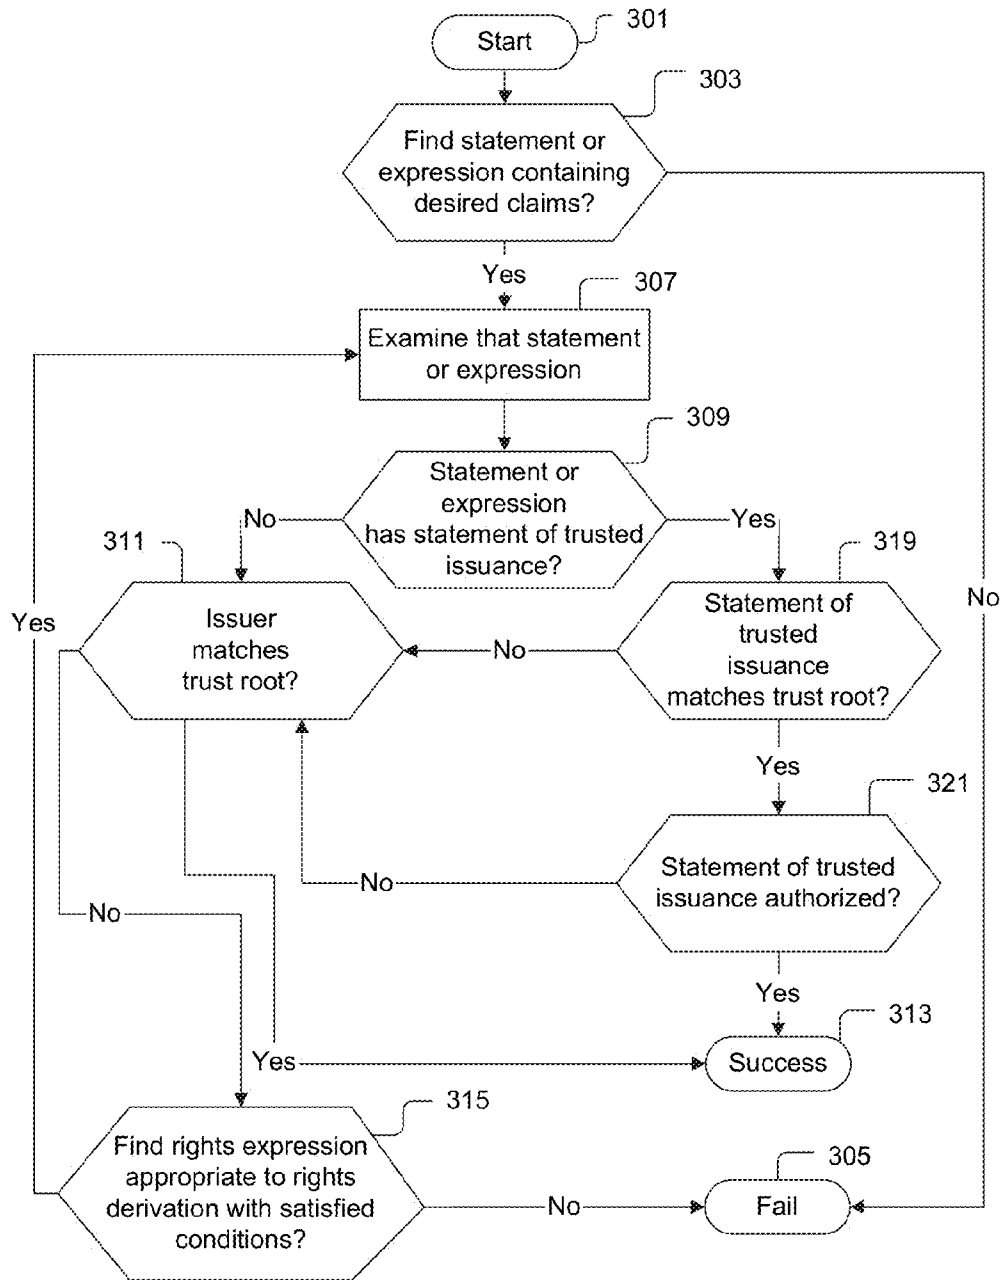 Start
301
303
Find statement or
expression containing
desired claims?
Yes
307
Examine that statement
or expression
309
Statement or
expression
has statement of trusted
issuance?
No
Yes
311
319
Issuer
matches
trust root?
Statement of
trusted
issuance
matches trust root?
No
Yes
No
Yes
321
Statement of trusted
issuance authorized?
No
No
Yes
313
Success
Yes
315
Find rights expression
appropriate to rights
derivation with satisfied
conditions?
No
305
Fail